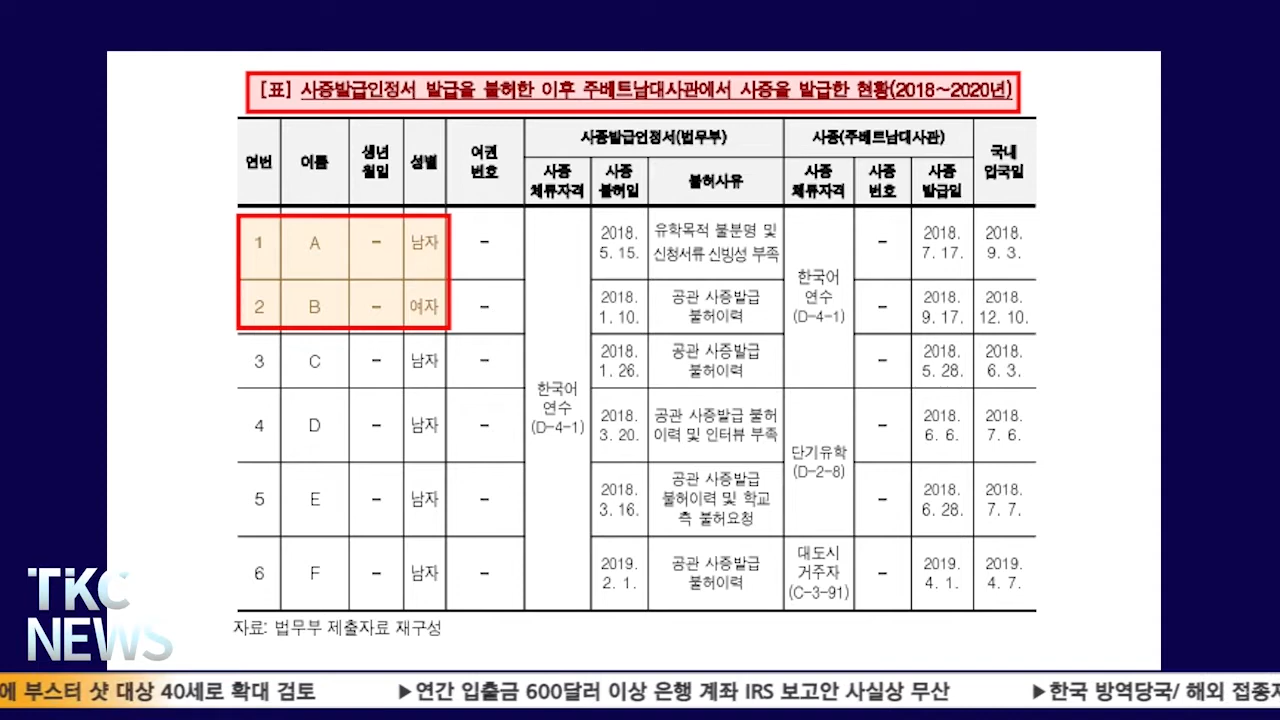 [표] 사증발급인정서 발급을 불허한 이후 주베트남대사관에서 사증을 발급한 현황(2018~2020년)
연번 이름 생년월일 성별 여권번호 사증발급인정서(법무부) 사증(주베트남대사관) 국내입국일
사증체류자격 사증불허일 불허사유 사증체류자격 사증번호 사증발급일
1 A - 남자 - 한국어연수(D-4-1) 2018. 5. 15. 유학목적 불분명 및 신청서류 신빙성 부족 한국어연수(D-4-1) - 2018. 7. 17. 2018. 9. 3.
2 B - 여자 - 2018. 1. 10. 공관 사증발급 불허이력 - 2018. 9. 17. 2018. 12. 10.
3 C - 남자 - 2018. 1. 26. 공관 사증발급 불허이력 - 2018. 5. 28. 2018. 6. 3.
4 D - 남자 - 2018. 3. 20. 공관 사증발급 불허이력 및 인터뷰 부족 단기유학(D-2-8) - 2018. 6. 6. 2018. 7. 6.
5 E - 남자 - 2018. 3. 16. 공관 사증발급 불허이력 및 학교측 불허요청 - 2018. 6. 28. 2018. 7. 7.
6 F - 남자 - 2019. 2. 1. 공관 사증발급 불허이력 대도시거주자(C-3-91) - 2019. 4. 1. 2019. 4. 7.
자료: 법무부 제출자료 재구성
TKC
NEWS
에 부스터 샷 대상 40세로 확대 검토 ▶연간 입출금 600달러 이상 은행 계좌 IRS 보고안 사실상 무산 ▶한국 방역당국/ 해외 접종자